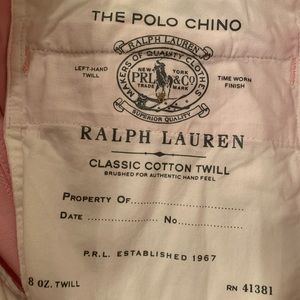 THE POLO CHINO
RALPH LAUREN
MAKERS OF QUALITY CLOTHES
LEFT-HAND
TWILL
NEW YORK
PRL & Co
TRADE MARK
SUPERIOR QUALITY
TIME WORN
FINISH
RALPH LAUREN
CLASSIC COTTON TWILL
BRUSHED FOR AUTHENTIC HAND FEEL
PROPERTY OF
DATE No.
P.R.L. ESTABLISHED 1967
8 OZ. TWILL
RN 41381